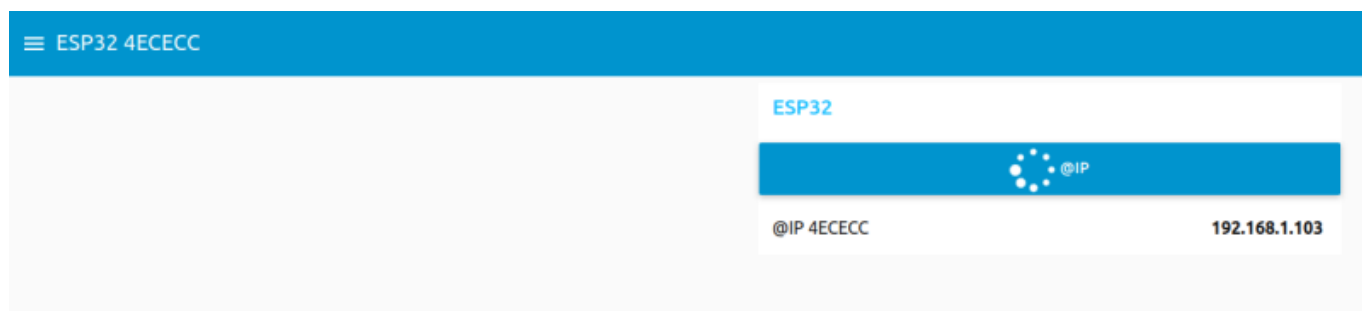 ESP32 4ECECC
ESP32
@IP
@IP 4ECECC 192.168.1.103